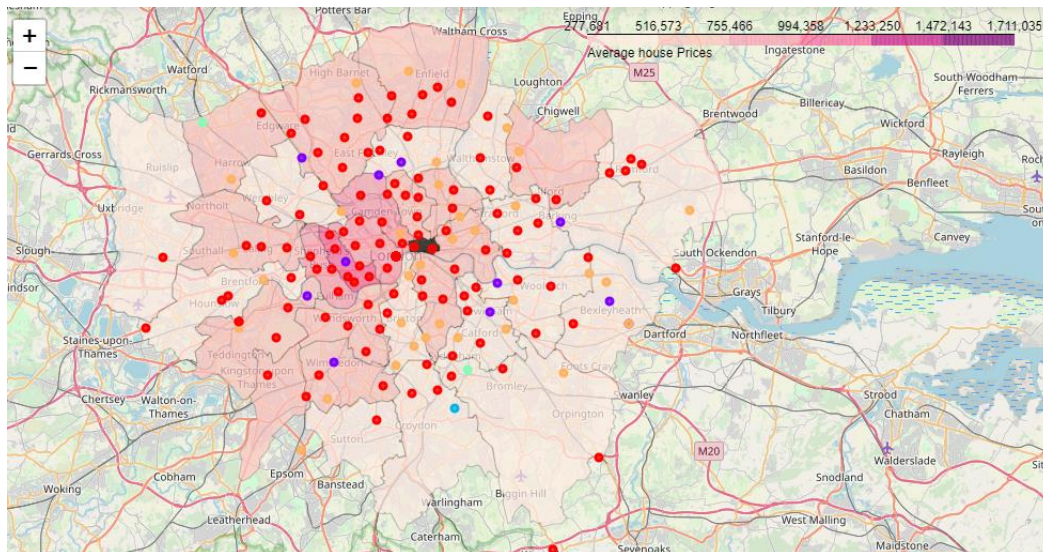 Potters Bar
Epping
Waltham Cross
277,681 516,573 755,466 994,358 1,233,250 1,472,143 1,711,035
Average house Prices
+
−
Ingatestone
M25
Watford
High Barnet
Enfield
Loughton
Rickmansworth
South Woodham
Ferrers
Chigwell
Billericay
Brentwood
Wickford
Edgware
Gerrards Cross
Harrow
East Finchley
Walthamstow
Rayleigh
Ruislip
Wembley
Basildon
Benfleet
Northolt
Camden Town
Stratford
Barking
Uxbridge
South Ockendon
Stanford-le-
Hope
Canvey
Slough
Southall
LONDON
Brentford
Woolwich
Grays
Hounslow
Fulham
Tilbury
Bexleyheath
Staines-upon-
Thames
Wandsworth
Brixton
Catford
Dartford
Northfleet
Teddington
Wimbledon
Kingston upon
Thames
Foots Cray
Strood
Chertsey
Walton-on-
Thames
Bromley
Swanley
Chatham
Orpington
Croydon
Sutton
M20
Walderslade
Epsom
Cobham
Banstead
Snodland
Woking
Biggin Hill
Warlingham
Leatherhead
West Malling
Caterham
Sevenoaks
Maidstone